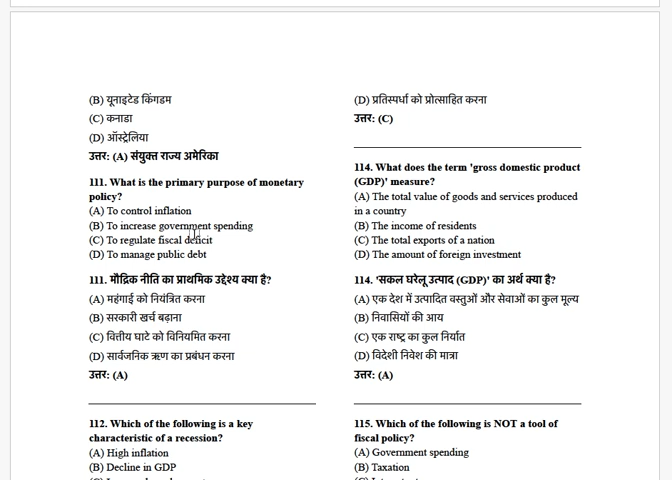 (B) यूनाइटेड किंगडम
(C) कनाडा
(D) ऑस्ट्रेलिया
उत्तर: (A) संयुक्त राज्य अमेरिका
111. What is the primary purpose of monetary
policy?
(A) To control inflation
(B) To increase government spending
(C) To regulate fiscal deficit
(D) To manage public debt
111. मौद्रिक नीति का प्राथमिक उद्देश्य क्या है?
(A) महंगाई को नियंत्रित करना
(B) सरकारी खर्च बढ़ाना
(C) वित्तीय घाटे को विनियमित करना
(D) सार्वजनिक ऋण का प्रबंधन करना
उत्तर: (A)
112. Which of the following is a key
characteristic of a recession?
(A) High inflation
(B) Decline in GDP
(D) प्रतिस्पर्धा को प्रोत्साहित करना
उत्तर: (C)
114. What does the term 'gross domestic product
(GDP)' measure?
(A) The total value of goods and services produced
in a country
(B) The income of residents
(C) The total exports of a nation
(D) The amount of foreign investment
114. 'सकल घरेलू उत्पाद (GDP)' का अर्थ क्या है?
(A) एक देश में उत्पादित वस्तुओं और सेवाओं का कुल मूल्य
(B) निवासियों की आय
(C) एक राष्ट्र का कुल निर्यात
(D) विदेशी निवेश की मात्रा
उत्तर: (A)
115. Which of the following is NOT a tool of
fiscal policy?
(A) Government spending
(B) Taxation